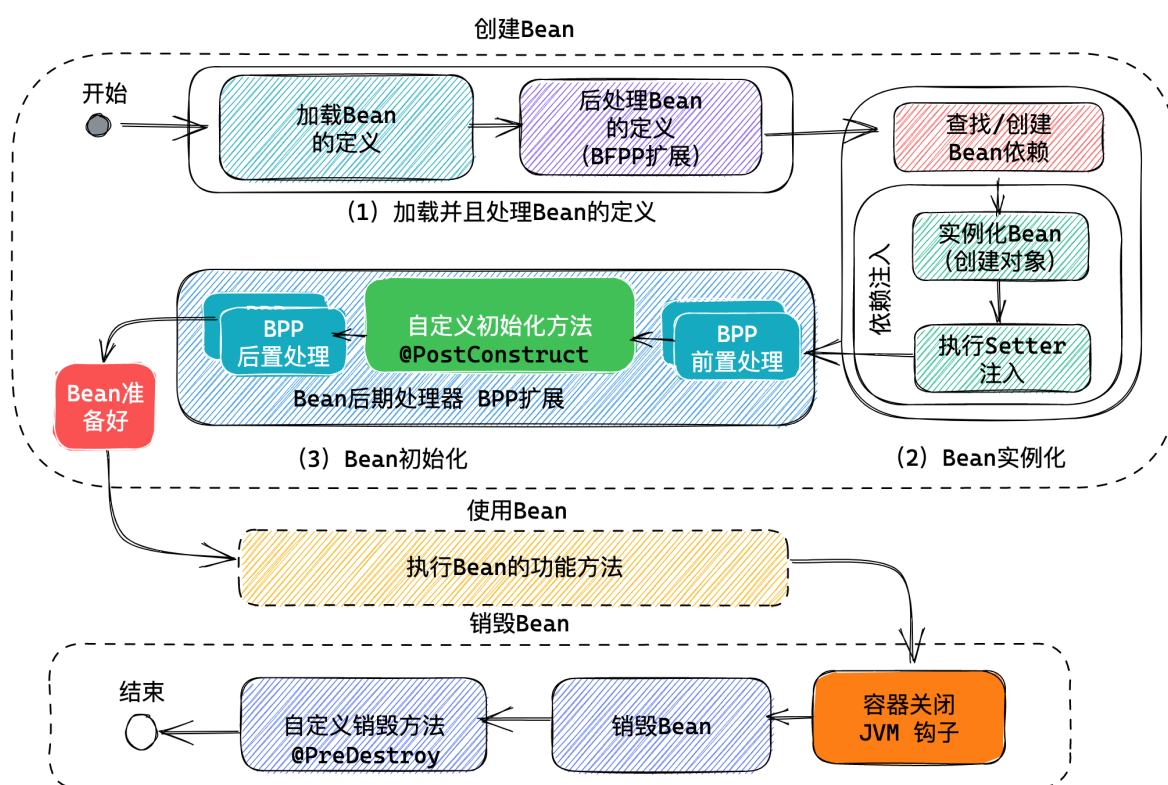 创建Bean
开始
加载Bean
的定义
后处理Bean
的定义
(BFPP扩展)
(1) 加载并且处理Bean的定义
查找/创建
Bean依赖
依赖注入
实例化Bean
(创建对象)
执行Setter
注入
(2) Bean实例化
BPP
前置处理
自定义初始化方法
@PostConstruct
BPP
后置处理
Bean后期处理器 BPP扩展
(3) Bean初始化
Bean准
备好
使用Bean
执行Bean的功能方法
销毁Bean
容器关闭
JVM 钩子
销毁Bean
自定义销毁方法
@PreDestroy
结束